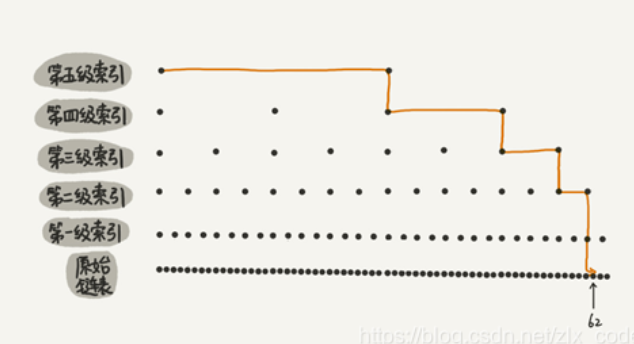 第五级索引
第四级索引
第三级索引
第二级索引
第一级索引
原始
链表
62
https://blog.csdn.net/zlx_code